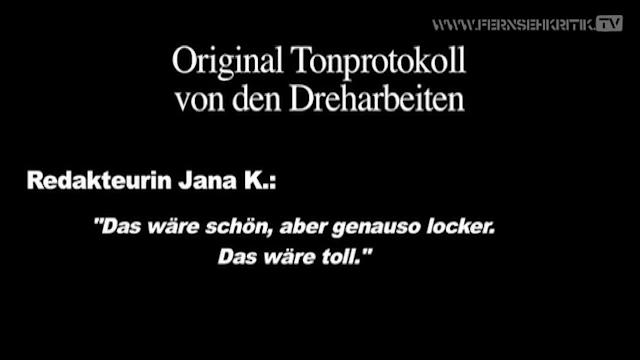 WWW.FERNSEHKRITIK.TV
Original Tonprotokoll
von den Dreharbeiten
Redakteurin Jana K.:
"Das wäre schön, aber genauso locker.
Das wäre toll."